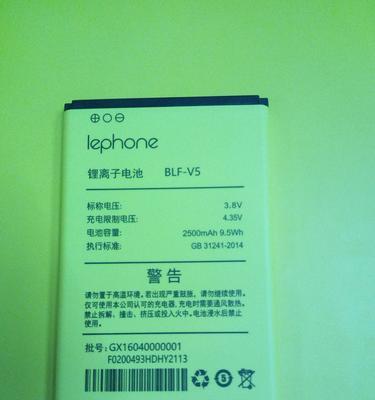 lephone
锂离子电池 BLF-V5
标称电压: 3.8V
充电限制电压: 4.35V
电池容量: 2500mAh 9.5Wh
执行标准: GB 31241-2014
警告
请勿置于高温环境下,若出现严重鼓胀,请勿继续使用。
仅可使用本公司认可的充电器,充电时需要通风散热。
禁止拆解、撞击、挤压或投入火中。电池浸水后禁止使用。
批号: GX16040000001
F0200493HDHY2113
5